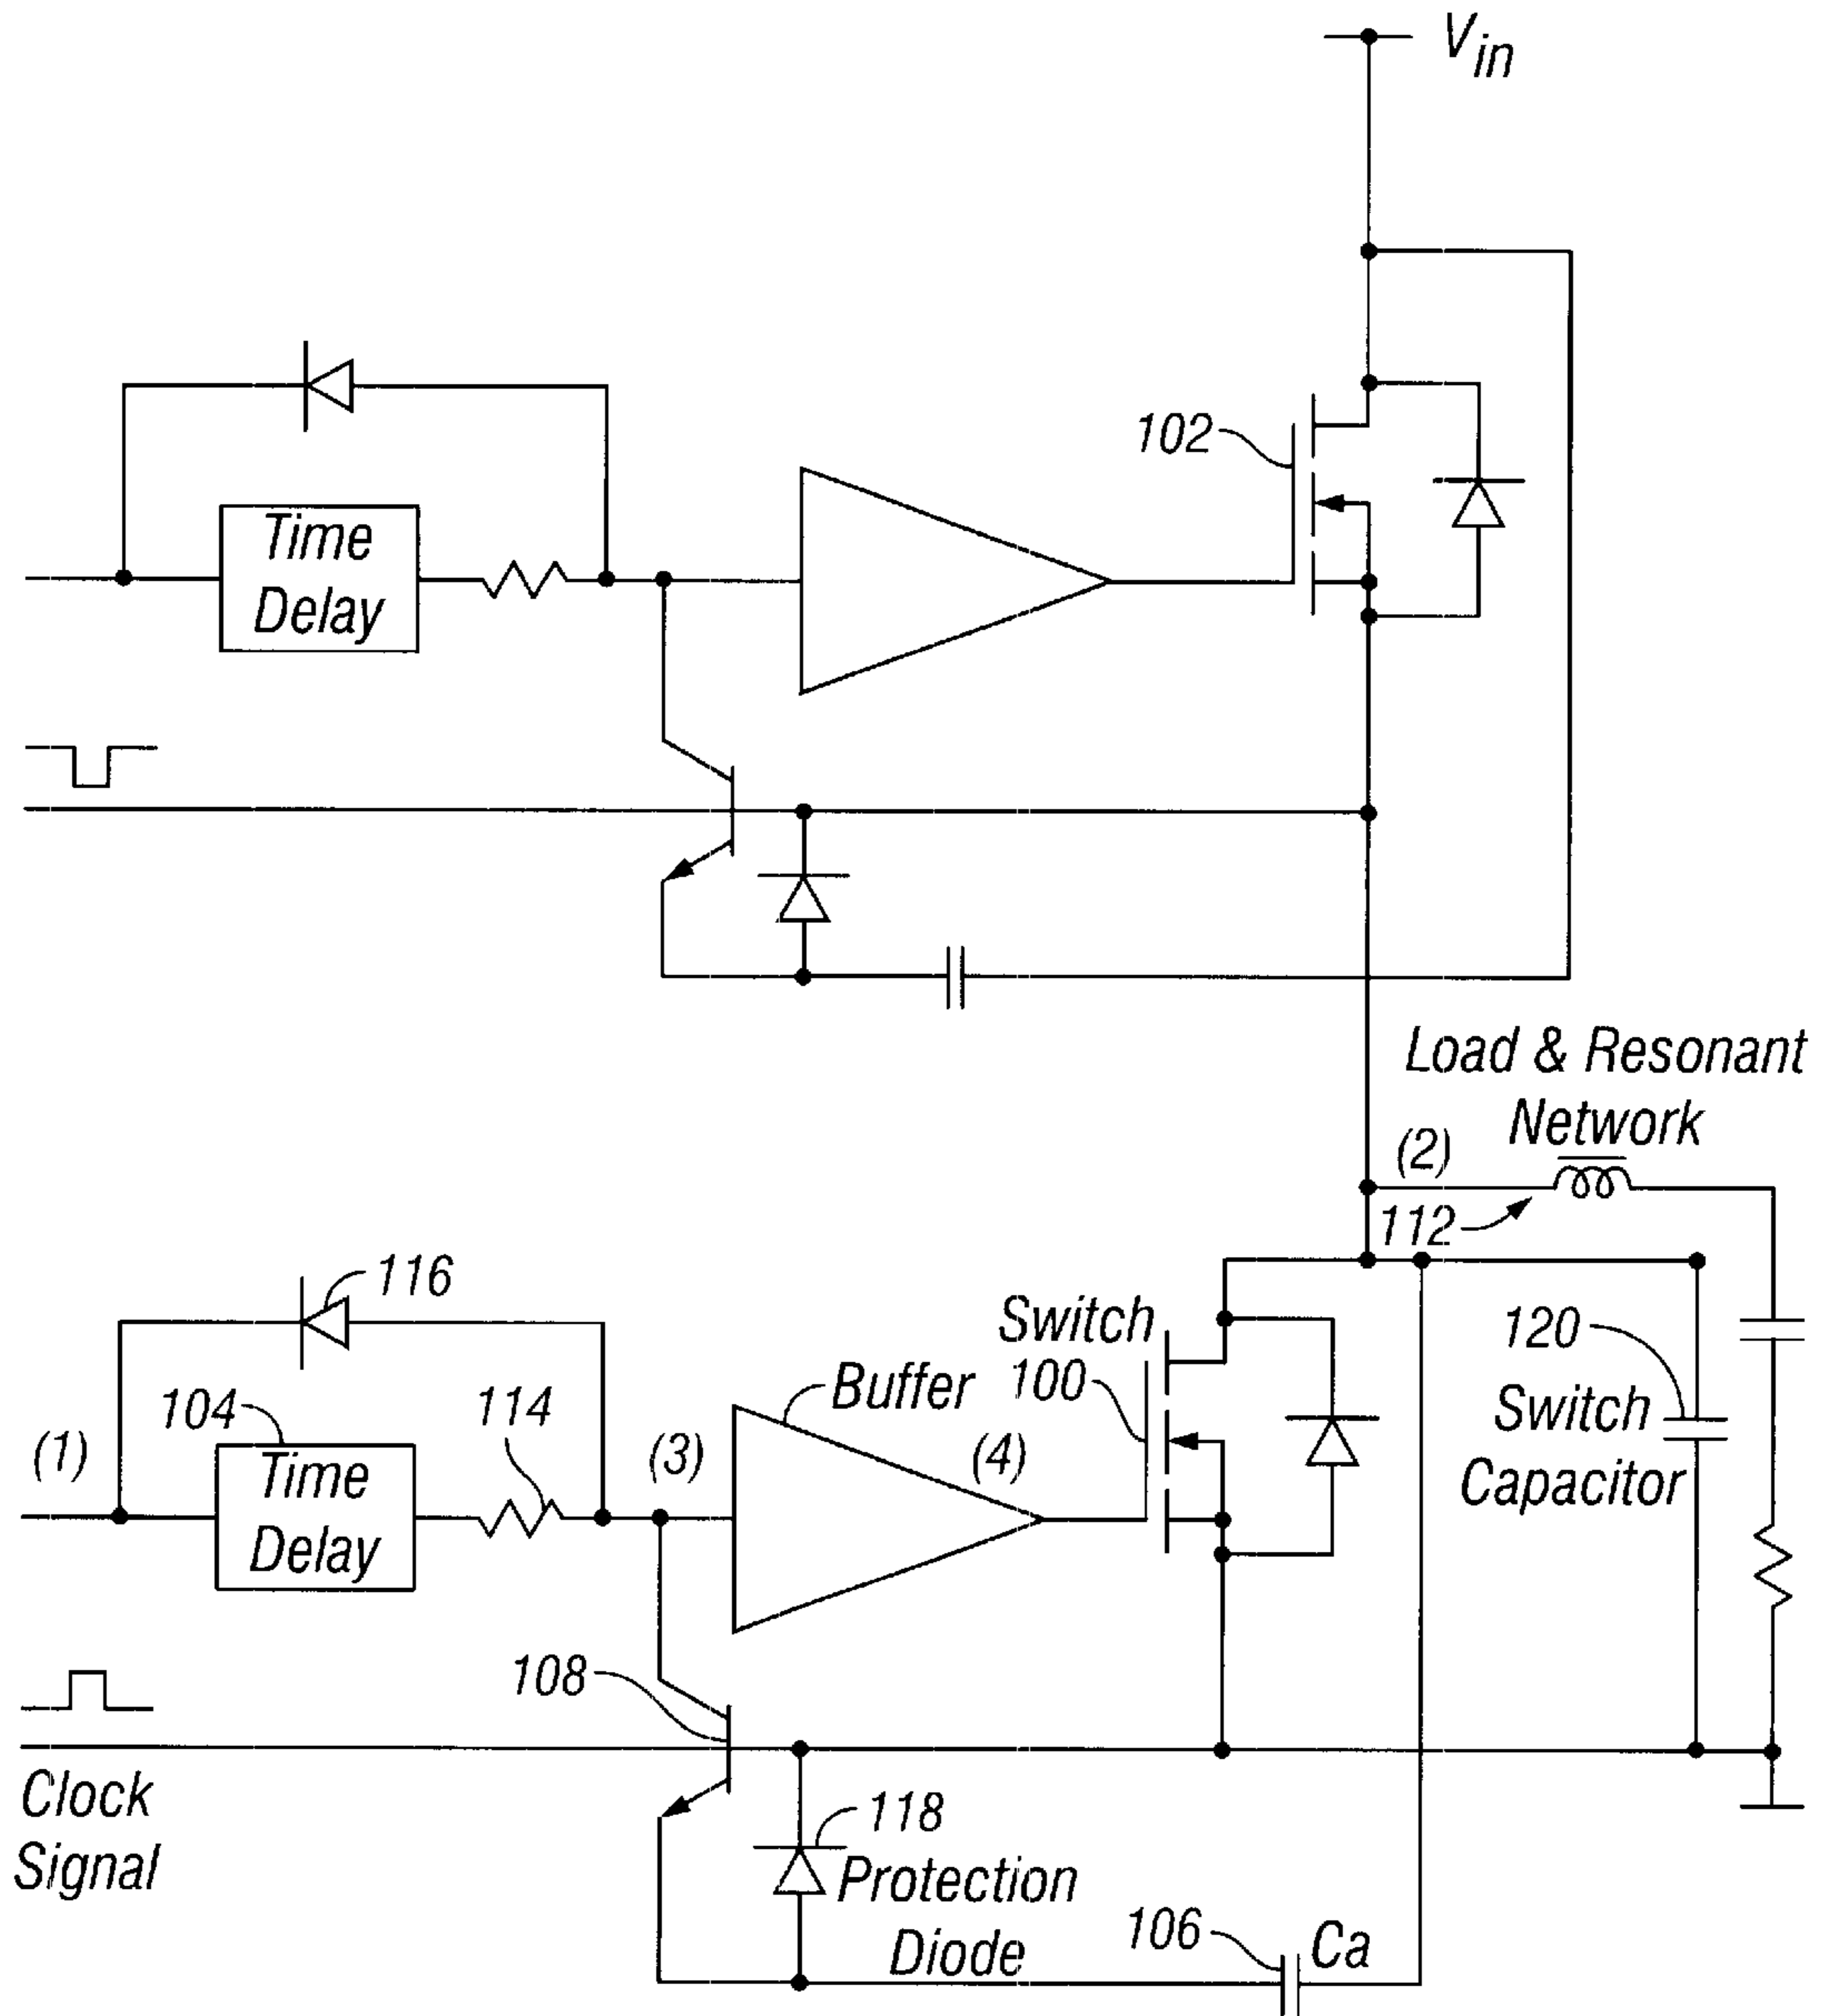 Vin
102
Time
Delay
Load & Resonant
Network
(2)
112
116
Switch
100
120
Switch
Capacitor
Buffer
104
114
(1)
(3)
(4)
Time
Delay
108
Clock
Signal
118
Protection
Diode
106
Ca